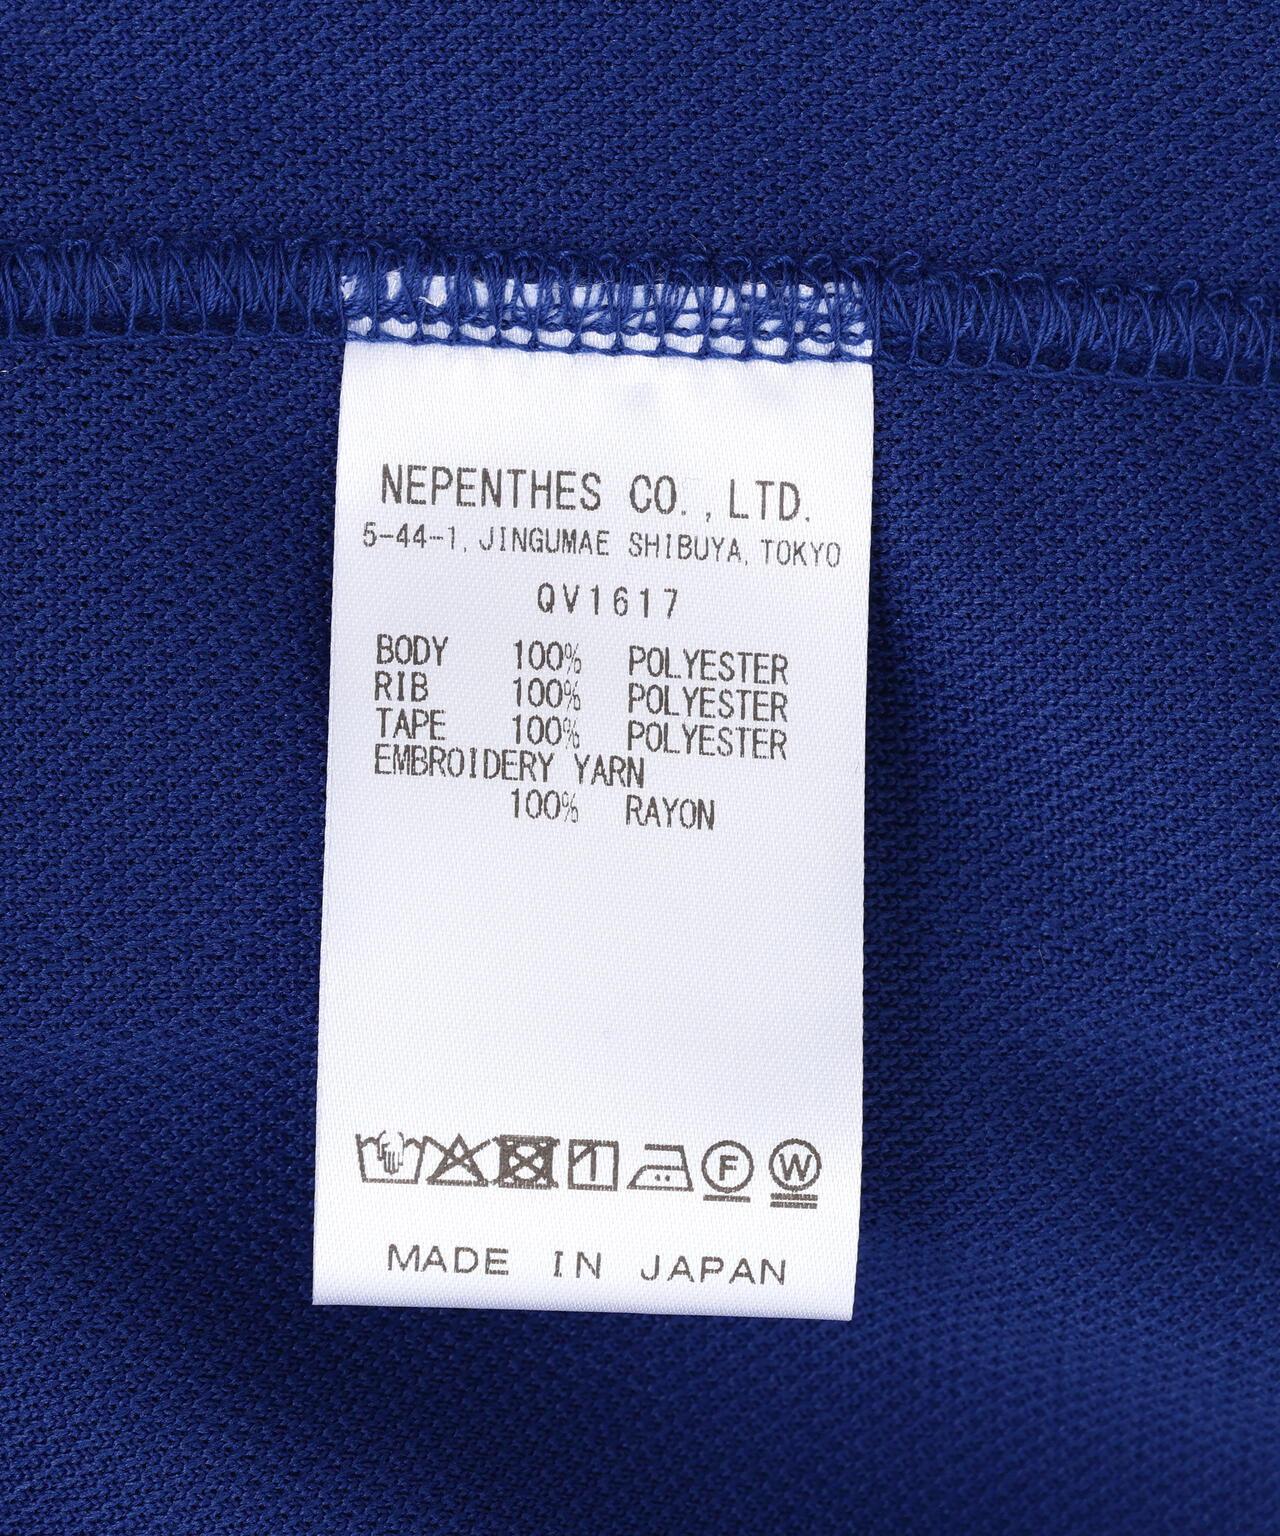 NEPENTHES CO.,LTD.
5-44-1, JINGUMAE SHIBUYA, TOKYO
QV1617
BODY 100% POLYESTER
RIB 100% POLYESTER
TAPE 100% POLYESTER
EMBROIDERY YARN
100% RAYON
F W
MADE IN JAPAN